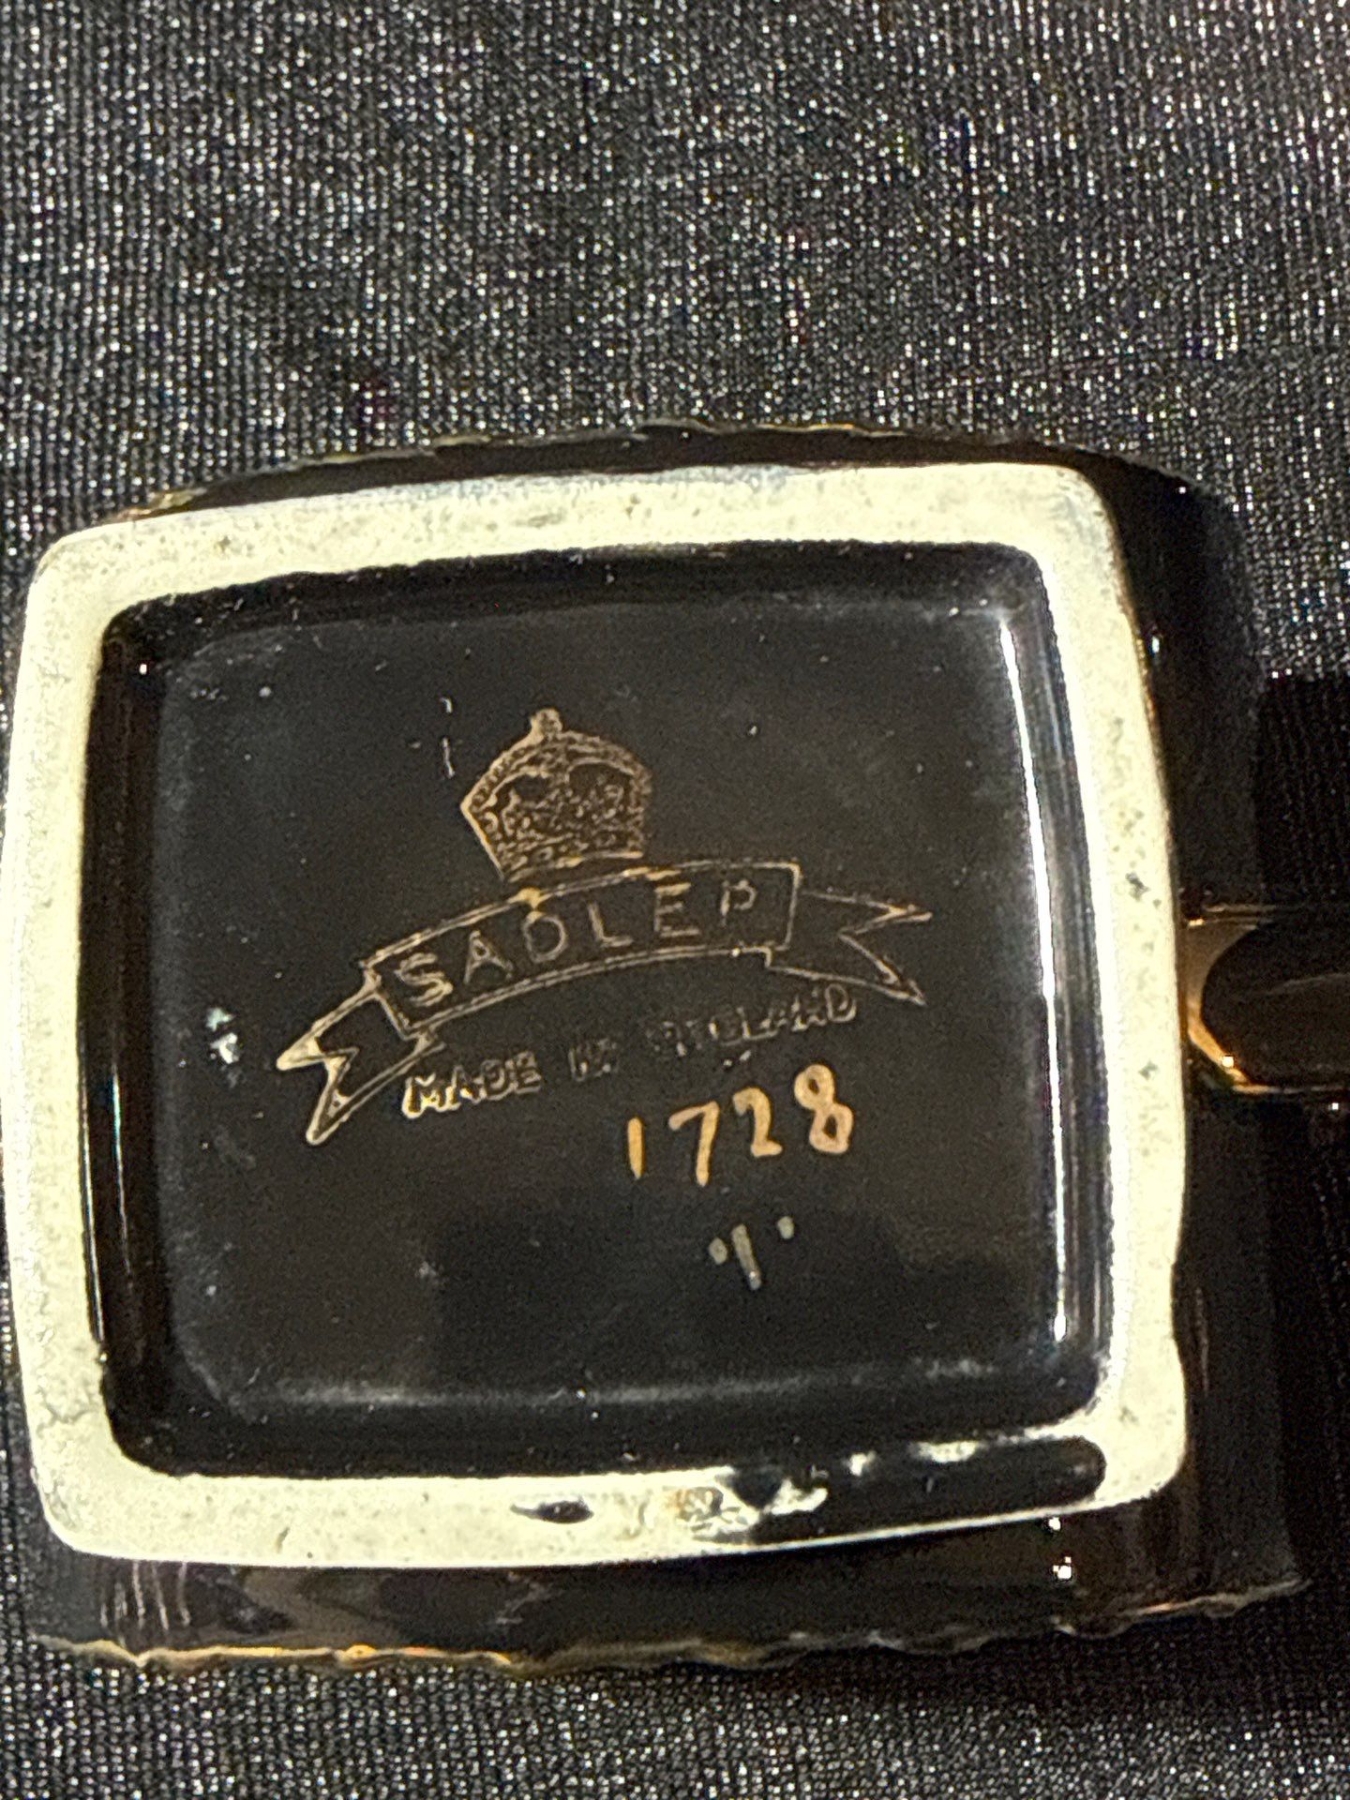 SADLER
MADE IN ENGLAND
1728
'1'